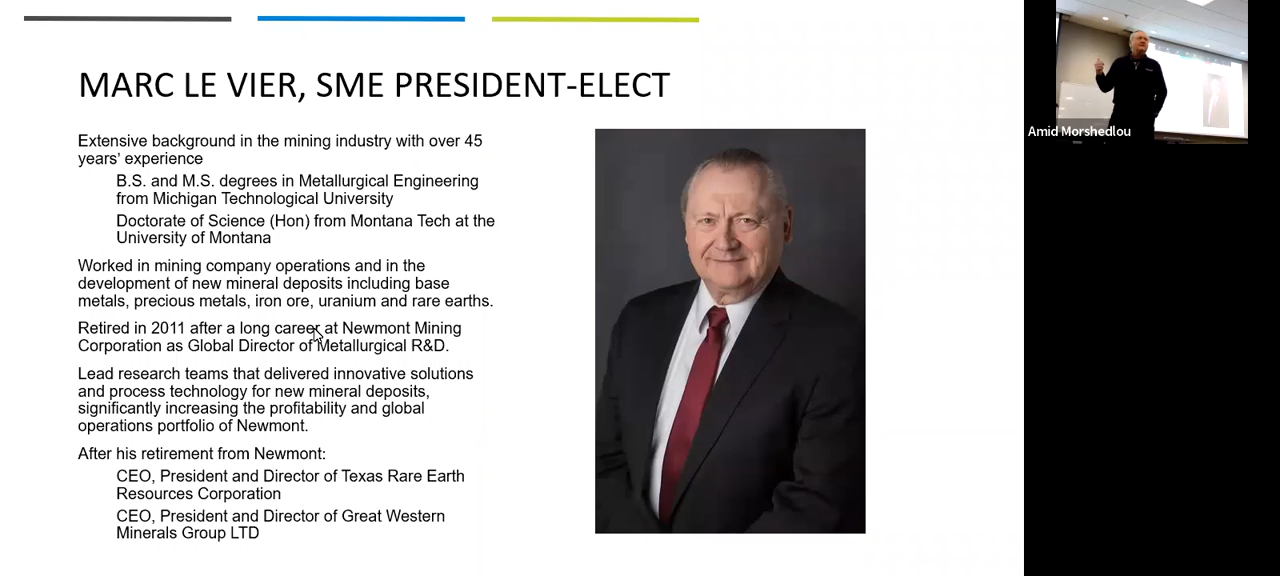 MARC LE VIER, SME PRESIDENT-ELECT
Extensive background in the mining industry with over 45
years’ experience
B.S. and M.S. degrees in Metallurgical Engineering
from Michigan Technological University
Doctorate of Science (Hon) from Montana Tech at the
University of Montana
Worked in mining company operations and in the
development of new mineral deposits including base
metals, precious metals, iron ore, uranium and rare earths.
Retired in 2011 after a long career at Newmont Mining
Corporation as Global Director of Metallurgical R&D.
Lead research teams that delivered innovative solutions
and process technology for new mineral deposits,
significantly increasing the profitability and global
operations portfolio of Newmont.
After his retirement from Newmont:
CEO, President and Director of Texas Rare Earth
Resources Corporation
CEO, President and Director of Great Western
Minerals Group LTD
Amid Morshedlou